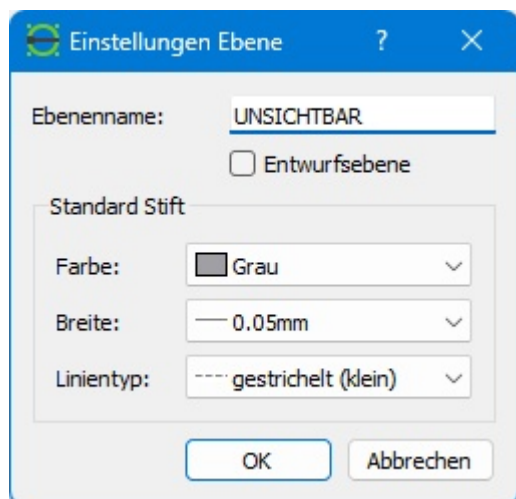 Einstellungen Ebene ?
Ebenenname: UNSICHTBAR
Entwurfsebene
Standard Stift
Farbe: Grau
Breite: 0.05mm
Linientyp: gestrichelt (klein)
OK Abbrechen